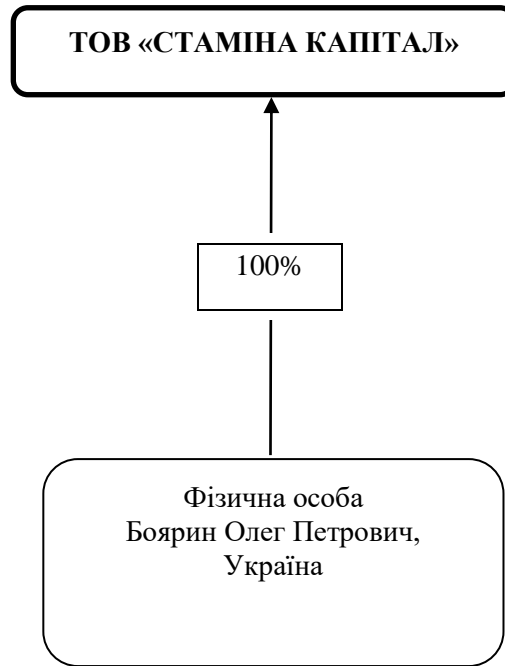 ТОВ «СТАМІНА КАПІТАЛ»
100%
Фізична особа
Боярин Олег Петрович,
Україна